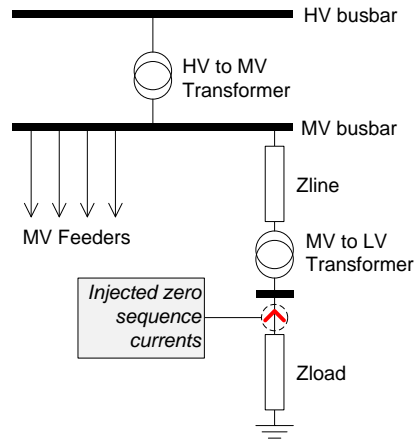 HV busbar
HV to MV
Transformer
MV busbar
Zline
MV Feeders
MV to LV
Transformer
Injected zero
sequence
currents
Zload